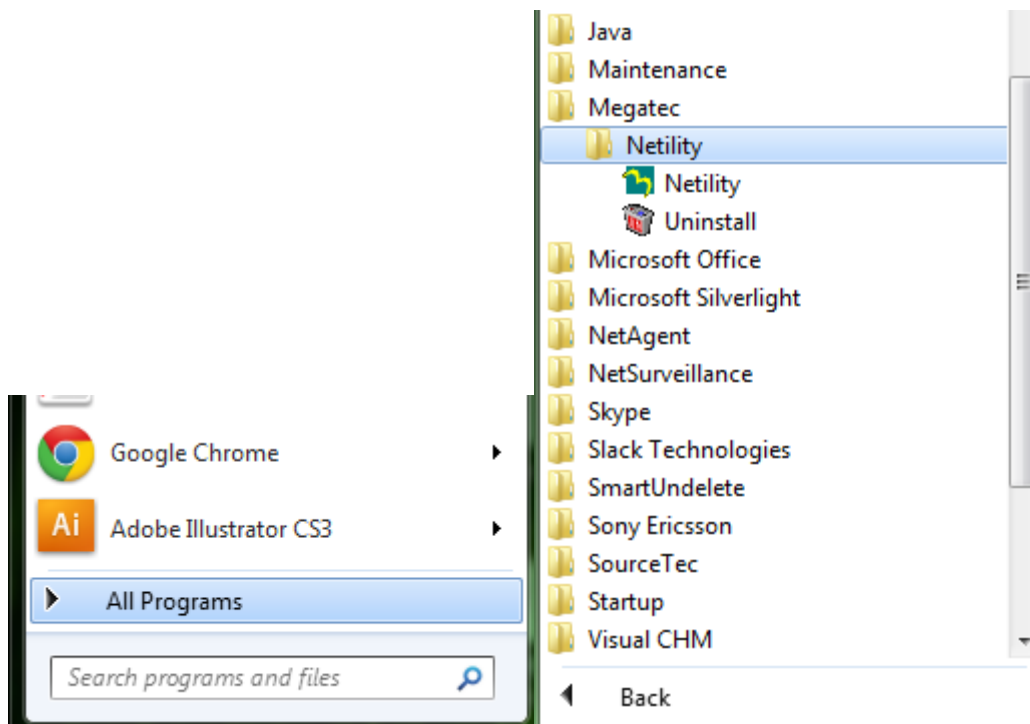 Google Chrome
Ai
Adobe Illustrator CS3
All Programs
Search programs and files
Java
Maintenance
Megatec
Netility
Netility
Uninstall
Microsoft Office
Microsoft Silverlight
NetAgent
NetSurveillance
Skype
Slack Technologies
SmartUndelete
Sony Ericsson
SourceTec
Startup
Visual CHM
Back